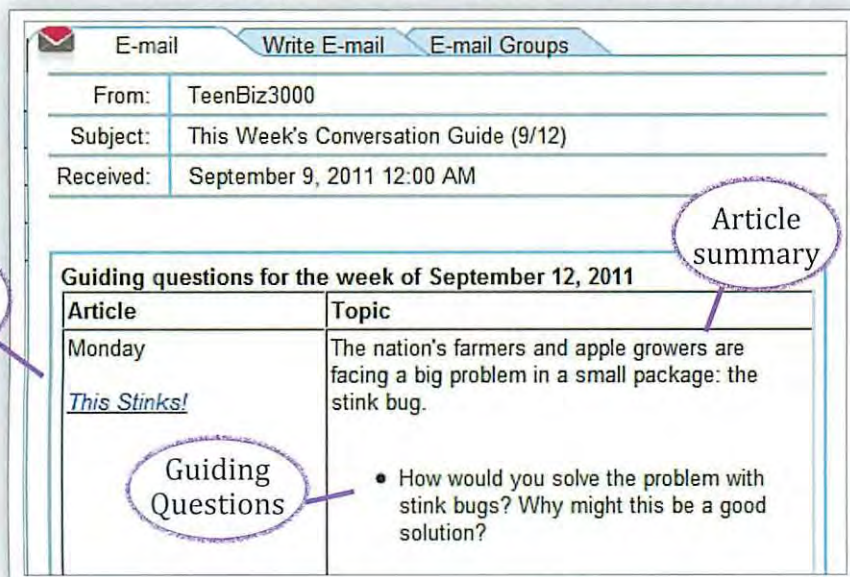 E-mail
Write E-mail
E-mail Groups
From: TeenBiz3000
Subject: This Week's Conversation Guide (9/12)
Received: September 9, 2011 12:00 AM
Article
summary
Guiding questions for the week of September 12, 2011
Article Topic
Monday
This Stinks!
The nation's farmers and apple growers are
facing a big problem in a small package: the
stink bug.
Guiding
Questions
• How would you solve the problem with
stink bugs? Why might this be a good
solution?